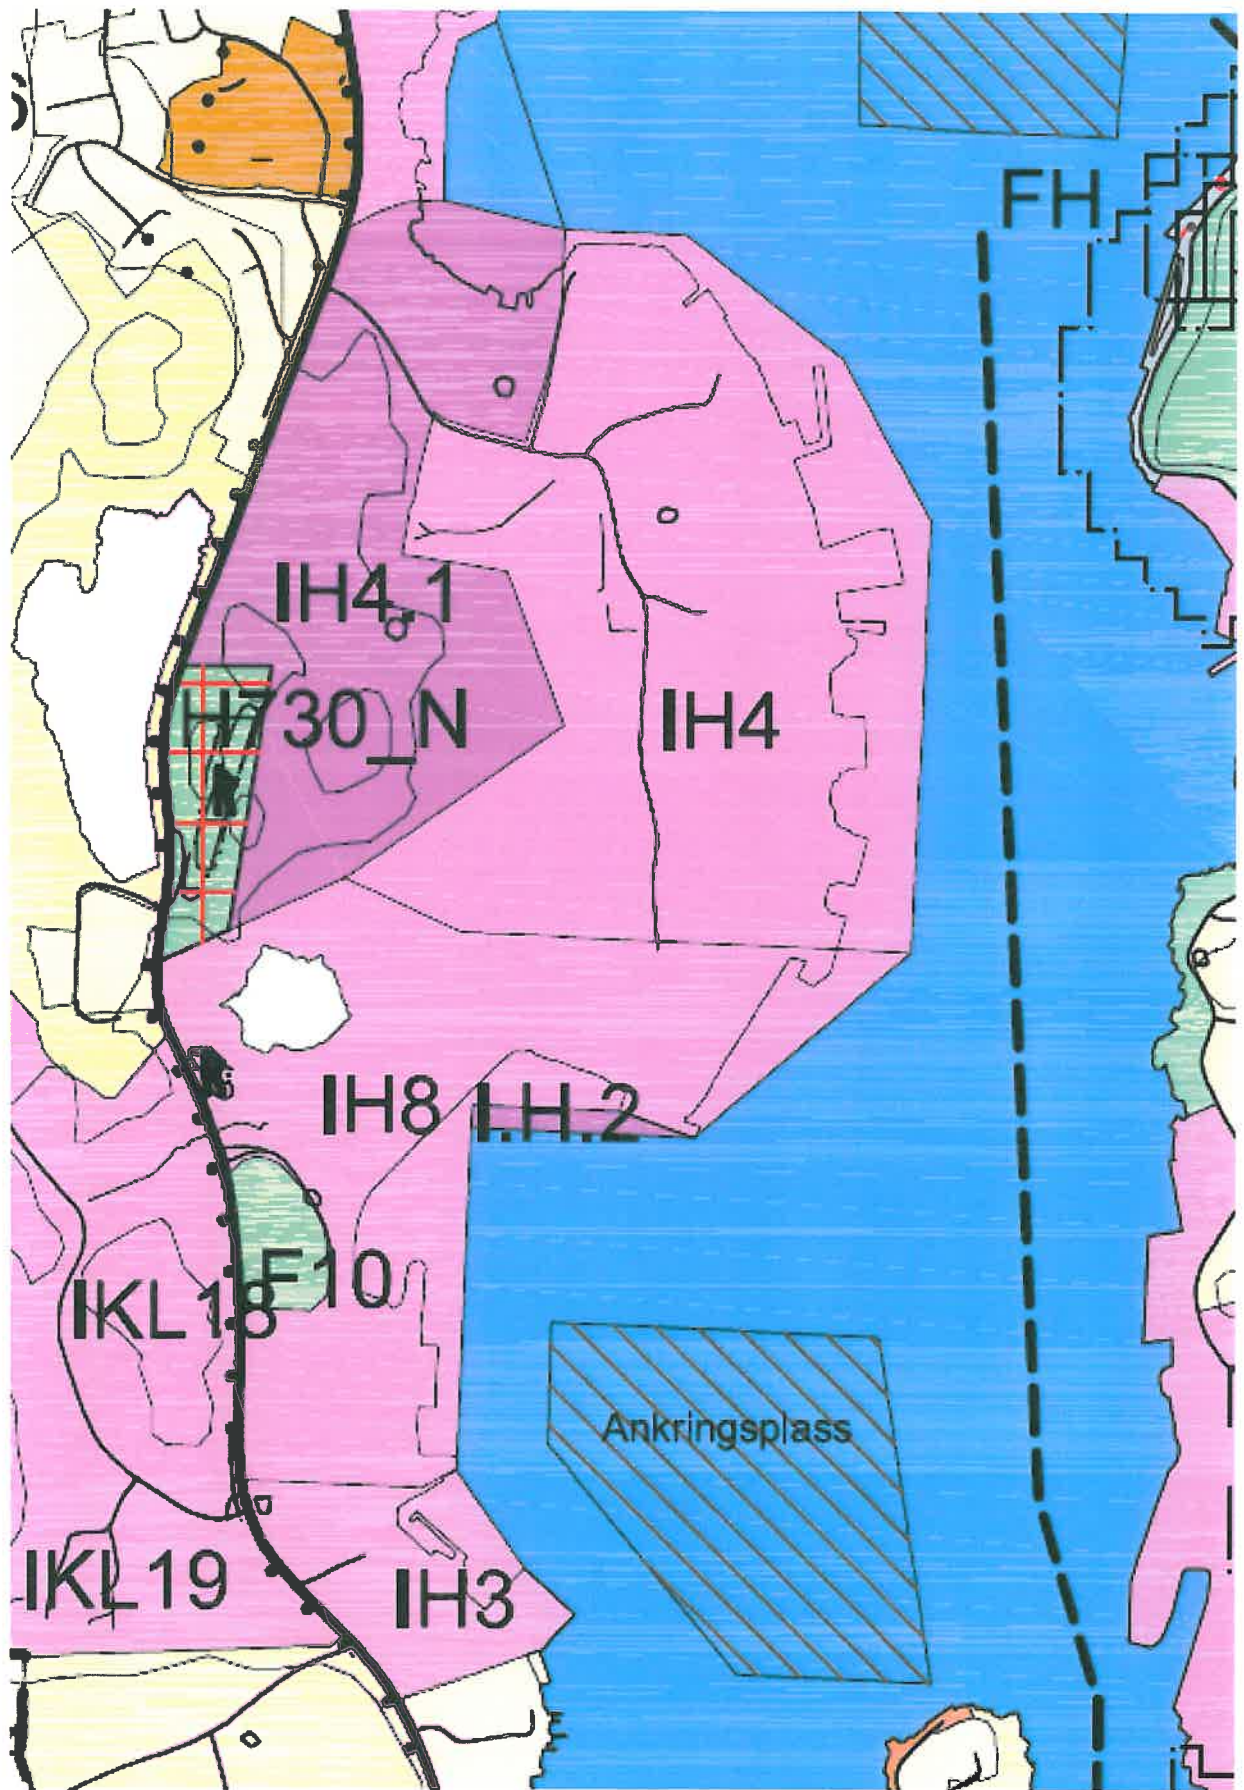 S
FH
IH4.1
H730_N
IH4
IH8
I.H.2
F10
IKL18
Ankringsplass
IKL19
IH3